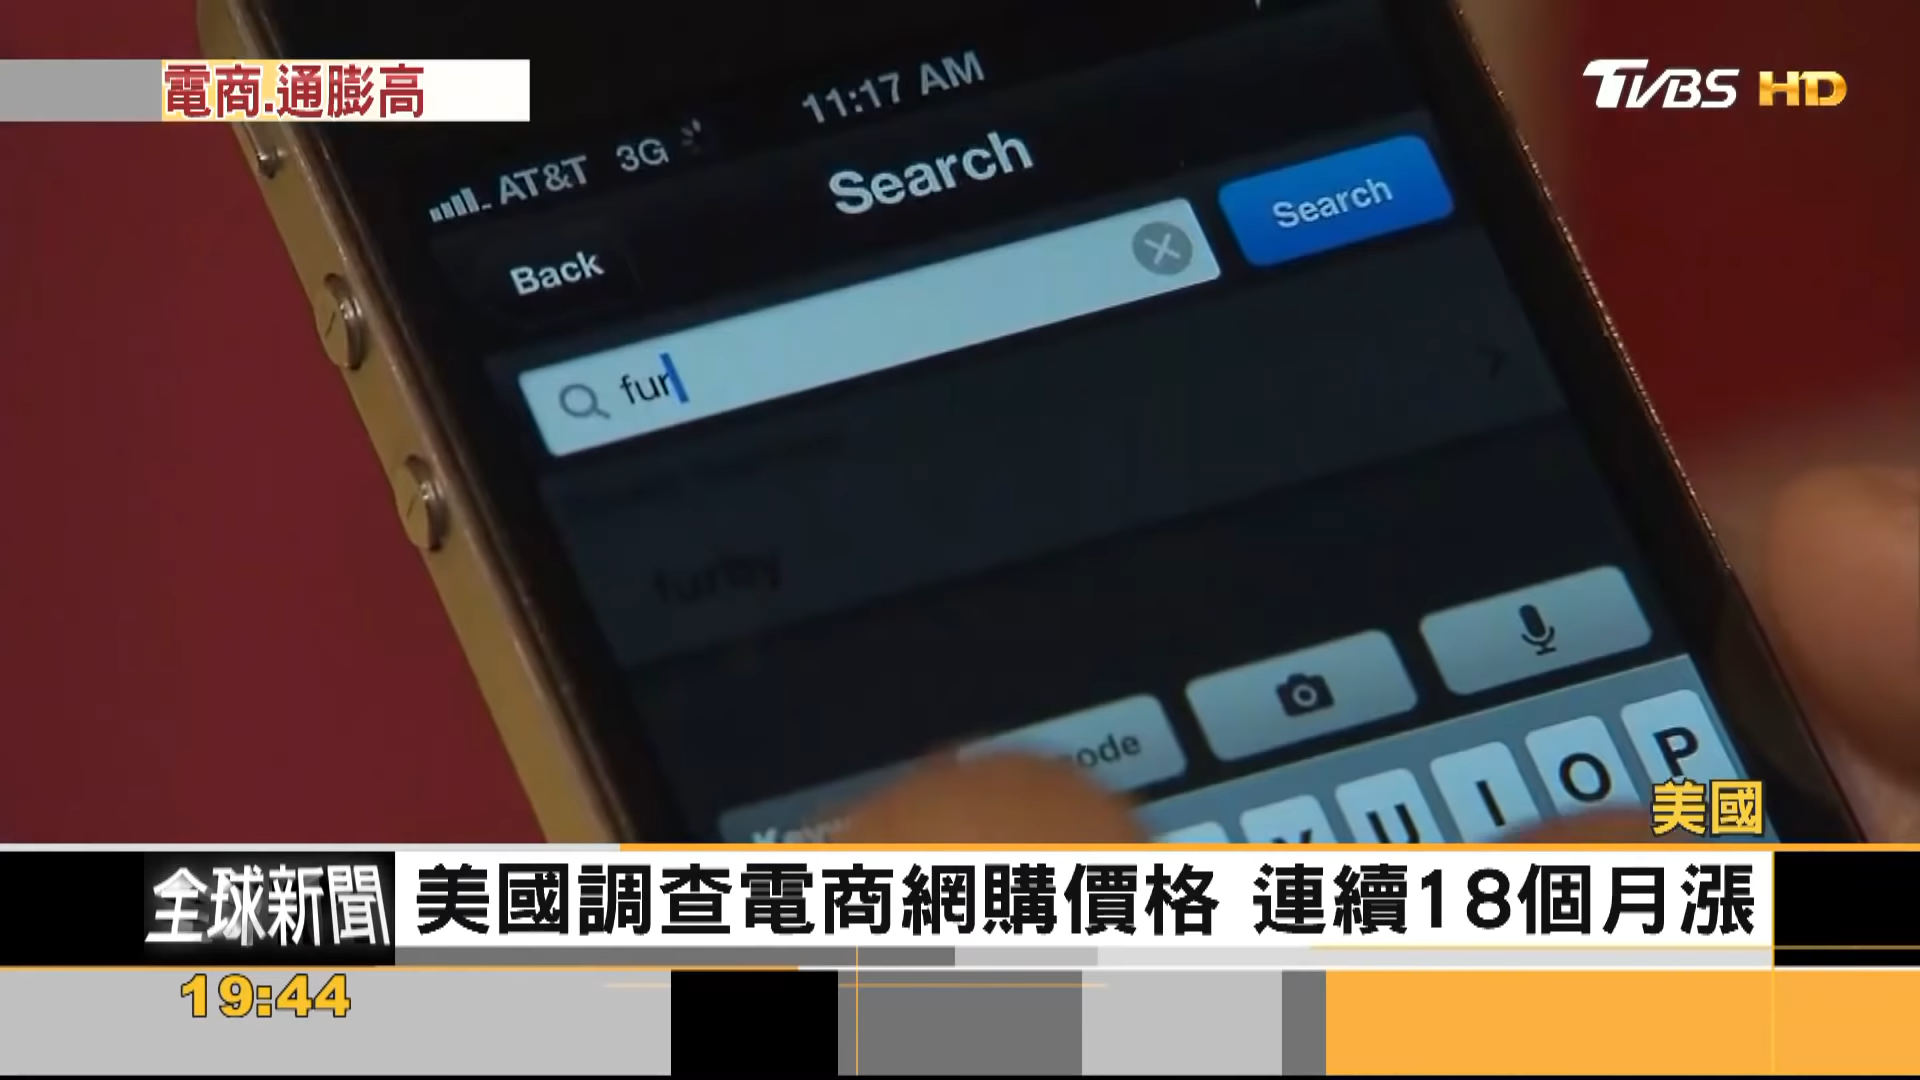 電商.通膨高
TVBS HD
AT&T 3G 11:17 AM
Search
Back
Search
fur
furby
Y U I O P
美國
全球新聞
美國調查電商網購價格 連續18個月漲
19:44